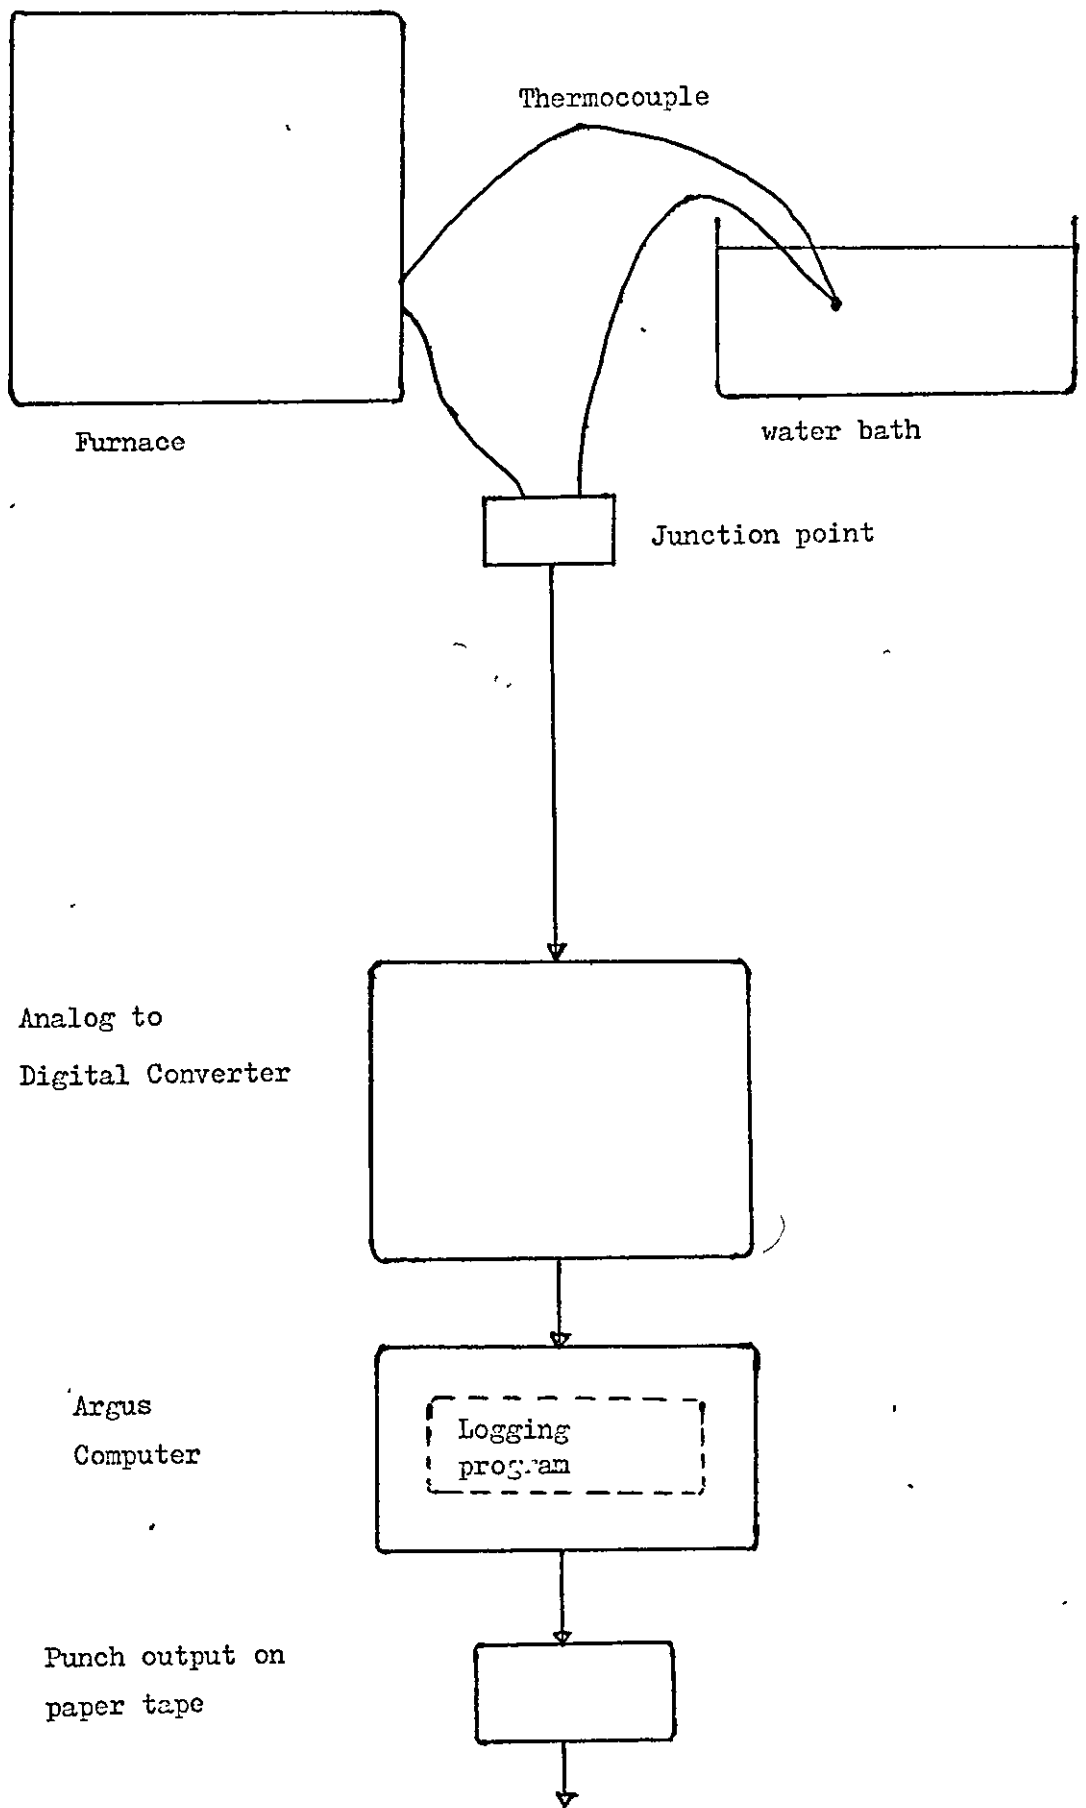 Thermocouple
Furnace
water bath
Junction point
Analog to
Digital Converter
Argus
Computer
Logging
program
Punch output on
paper tape